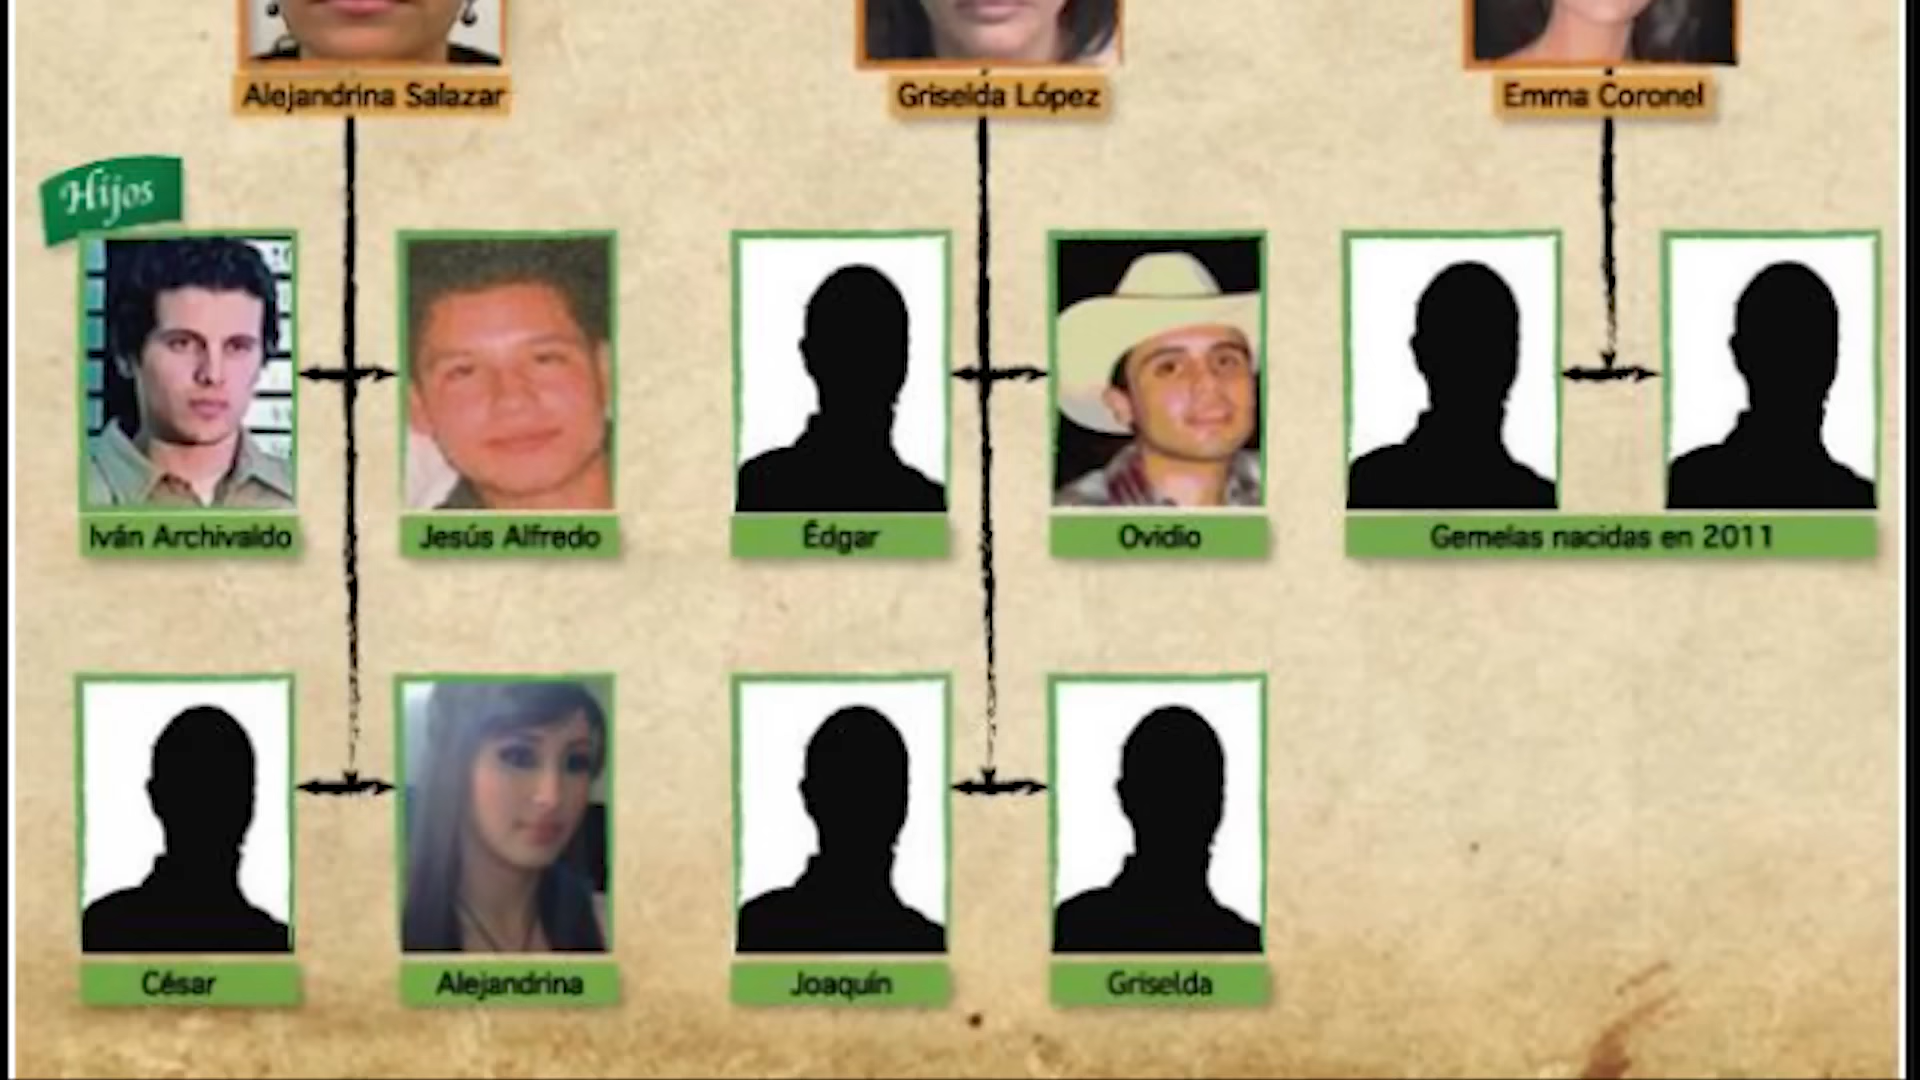 Alejandrina Salazar
Griselda López
Emma Coronel
Hijos
Iván Archivaldo
Jesús Alfredo
Édgar
Ovidio
Gemelas nacidas en 2011
César
Alejandrina
Joaquín
Griselda